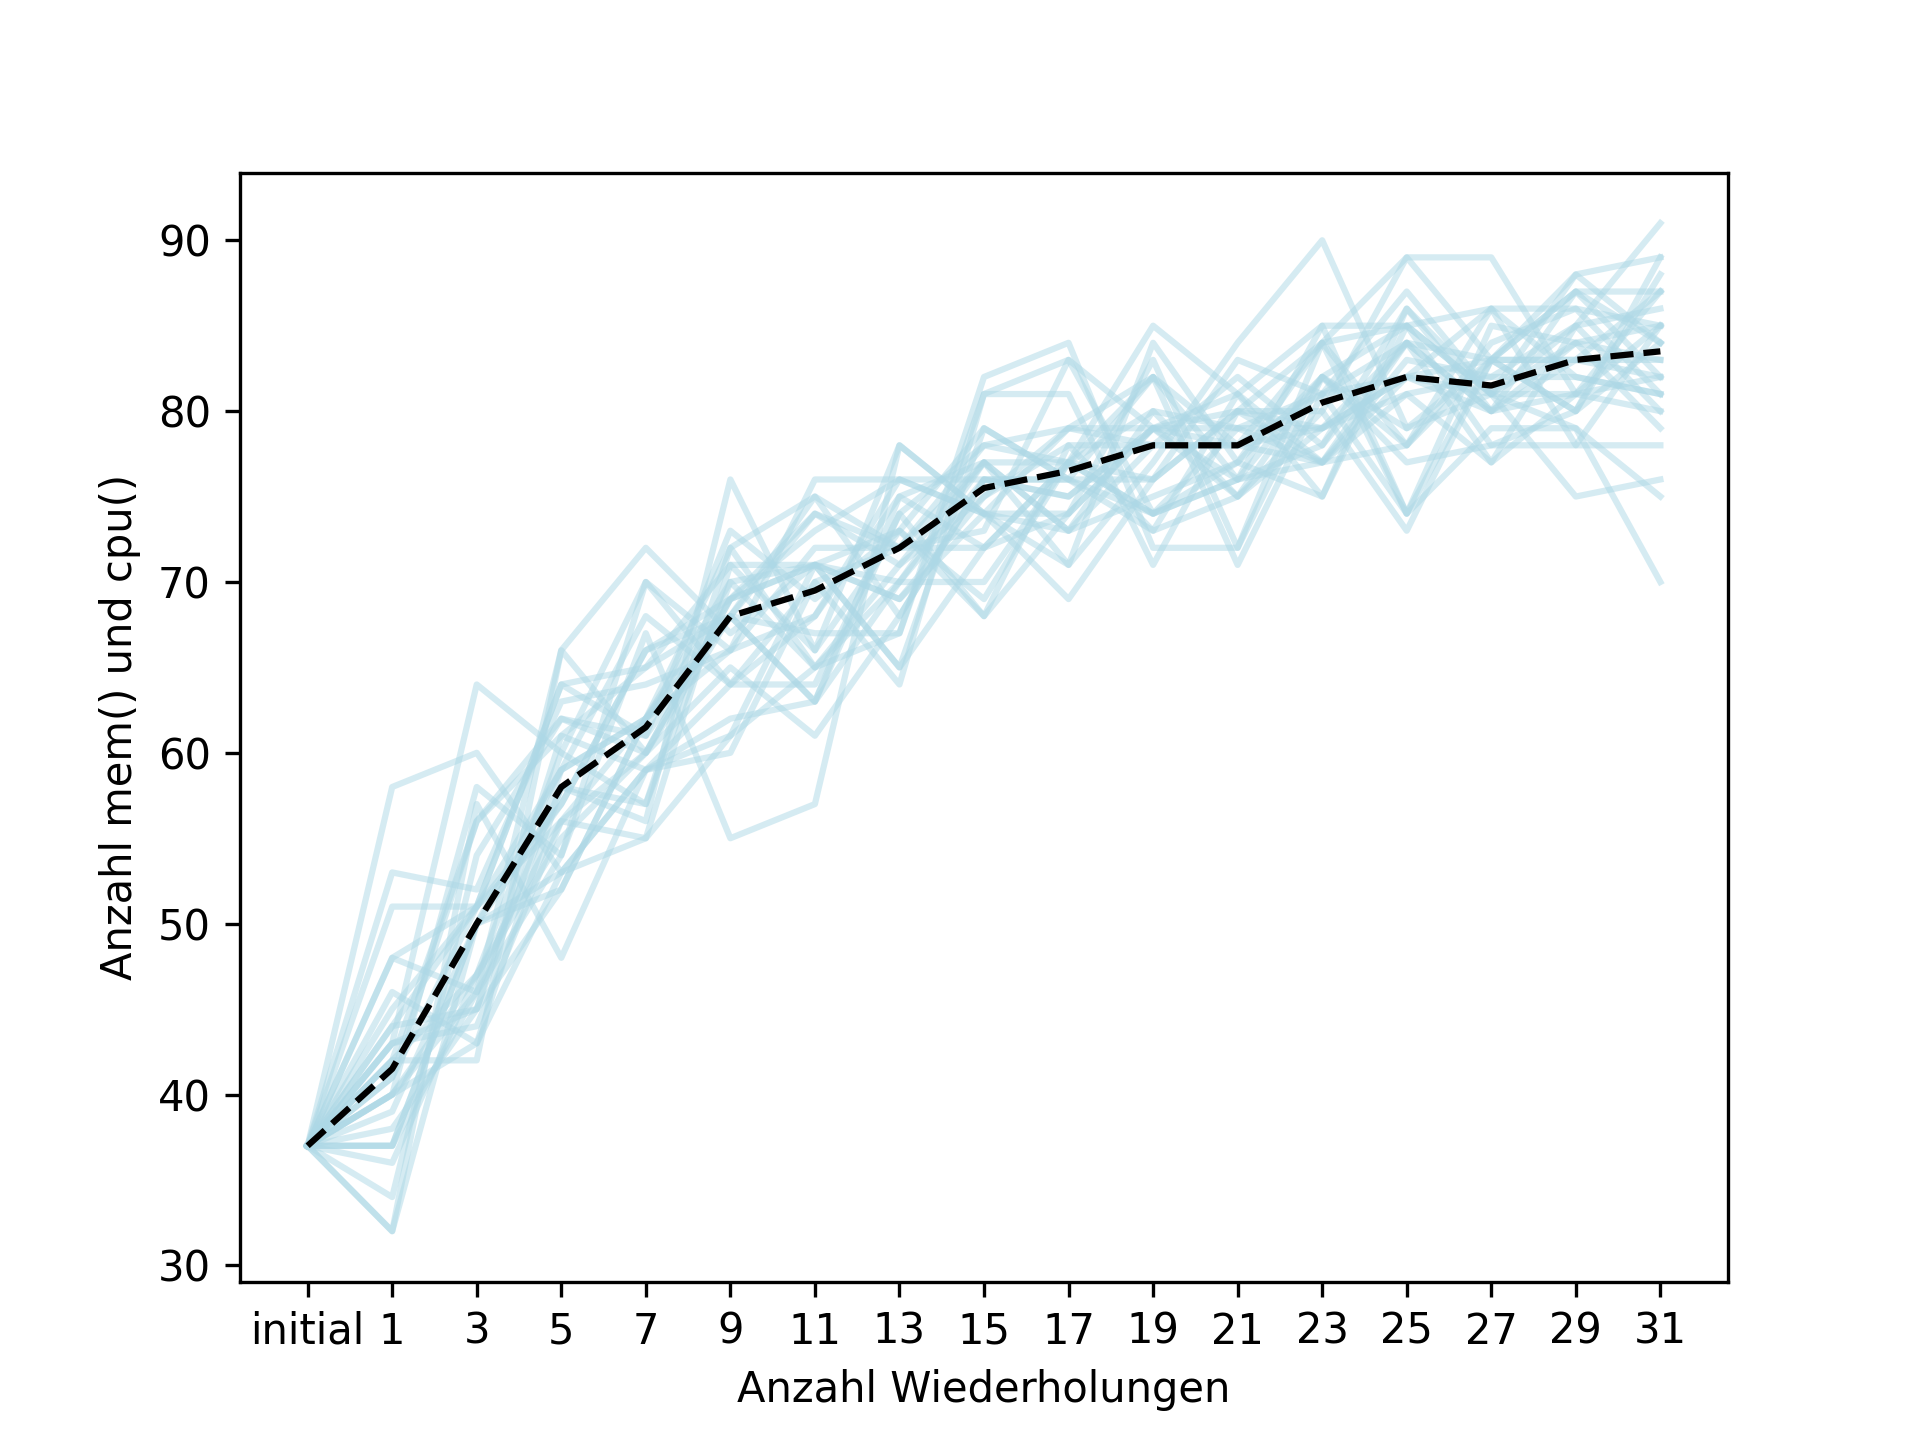 90
80
70
60
50
40
30
Anzahl mem() und cpu()
initial 1 3 5 7 9 11 13 15 17 19 21 23 25 27 29 31
Anzahl Wiederholungen